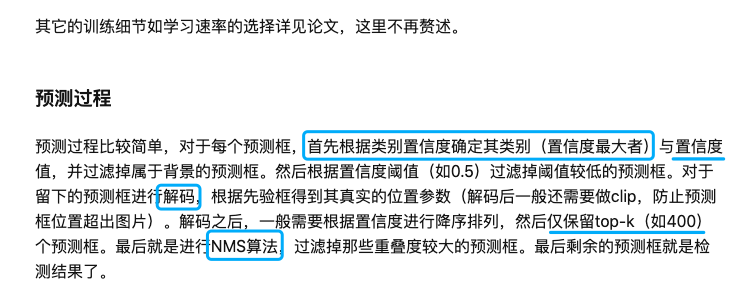 其它的训练细节如学习速率的选择详见论文，这里不再赘述。
预测过程
预测过程比较简单，对于每个预测框，首先根据类别置信度确定其类别（置信度最大者）与置信度
值，并过滤掉属于背景的预测框。然后根据置信度阈值（如0.5）过滤掉阈值较低的预测框。对于
留下的预测框进行解码，根据先验框得到其真实的位置参数（解码后一般还需要做clip，防止预测
框位置超出图片）。解码之后，一般需要根据置信度进行降序排列，然后仅保留top-k（如400）
个预测框。最后就是进行NMS算法，过滤掉那些重叠度较大的预测框。最后剩余的预测框就是检
测结果了。